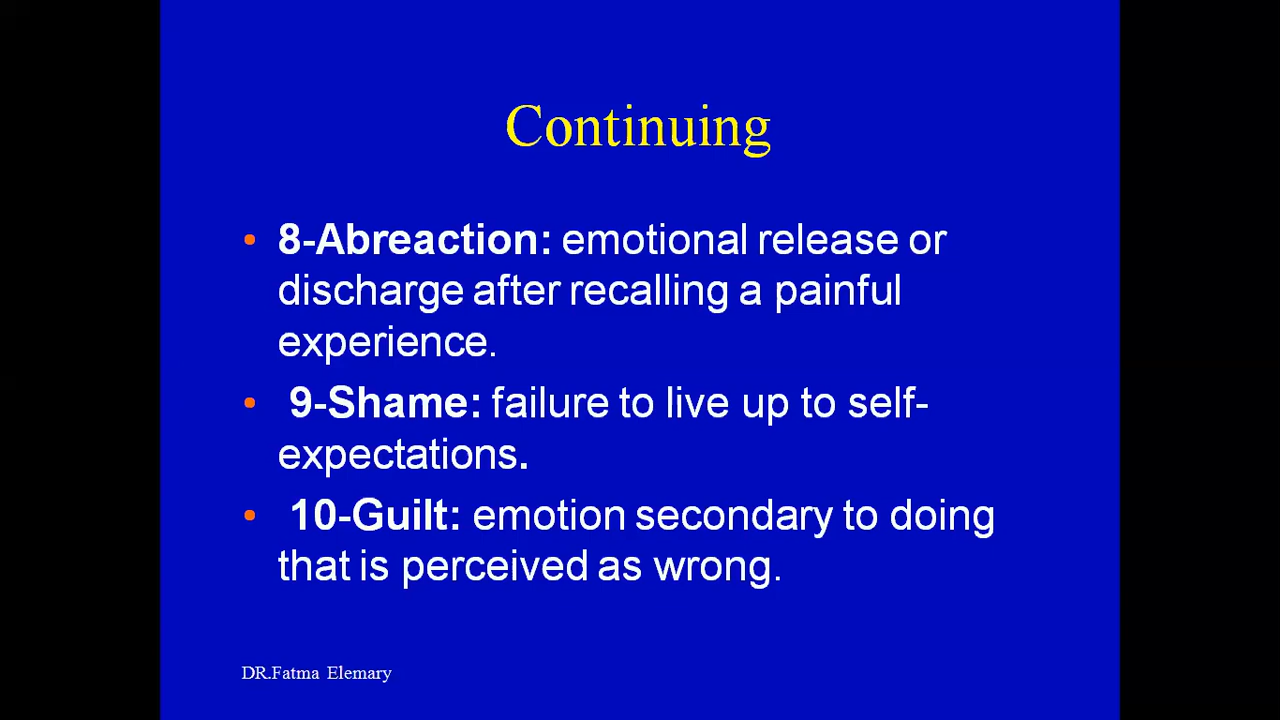 Continuing
• 8-Abreaction: emotional release or
discharge after recalling a painful
experience.
• 9-Shame: failure to live up to self-
expectations.
• 10-Guilt: emotion secondary to doing
that is perceived as wrong.
DR.Fatma Elemary